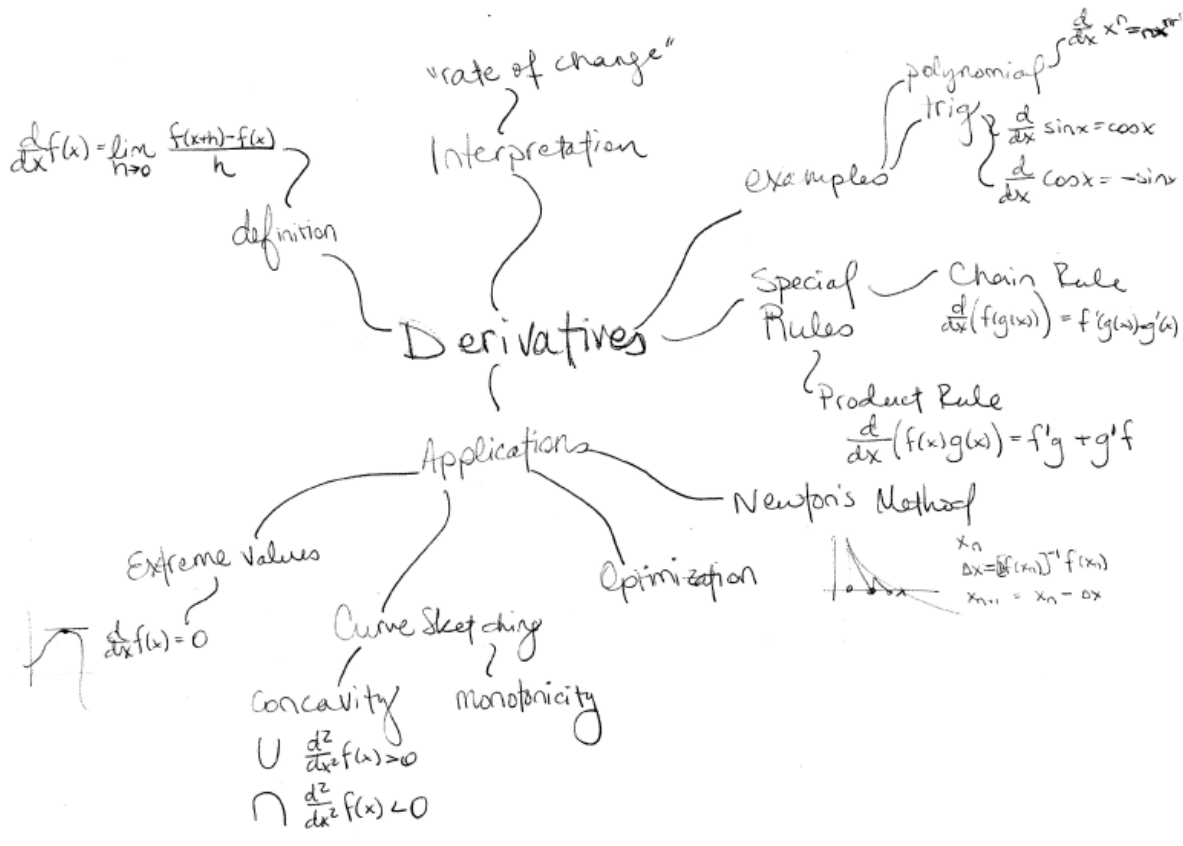 "rate of change"
Interpretation
d/dx f(x) = lim h→0 f(x+h)-f(x) / h
definition
examples
polynomial
d/dx x^n = nx^n-1
trig
d/dx sinx = cosx
d/dx cosx = -sinx
Derivatives
Special
Rules
Chain Rule
d/dx (f(g(x))) = f'(g(x))·g'(x)
Product Rule
d/dx (f(x)g(x)) = f'g + g'f
Applications
Newton's Method
x_n
Δx = [f(x_n)]^-1 f(x_n)
x_n+1 = x_n - Δx
Optimization
Extreme values
d/dx f(x) = 0
Curve Sketching
Concavity
∪ d²/dx² f(x) > 0
∩ d²/dx² f(x) < 0
monotonicity